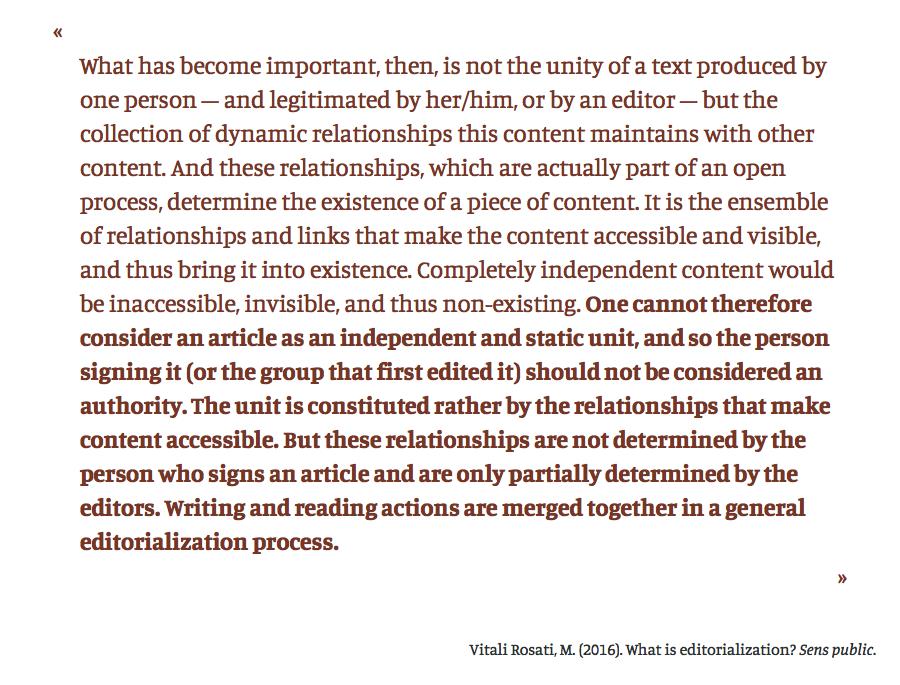 «
What has become important, then, is not the unity of a text produced by
one person — and legitimated by her/him, or by an editor — but the
collection of dynamic relationships this content maintains with other
content. And these relationships, which are actually part of an open
process, determine the existence of a piece of content. It is the ensemble
of relationships and links that make the content accessible and visible,
and thus bring it into existence. Completely independent content would
be inaccessible, invisible, and thus non-existing. One cannot therefore
consider an article as an independent and static unit, and so the person
signing it (or the group that first edited it) should not be considered an
authority. The unit is constituted rather by the relationships that make
content accessible. But these relationships are not determined by the
person who signs an article and are only partially determined by the
editors. Writing and reading actions are merged together in a general
editorialization process.
»
Vitali Rosati, M. (2016). What is editorialization? Sens public.